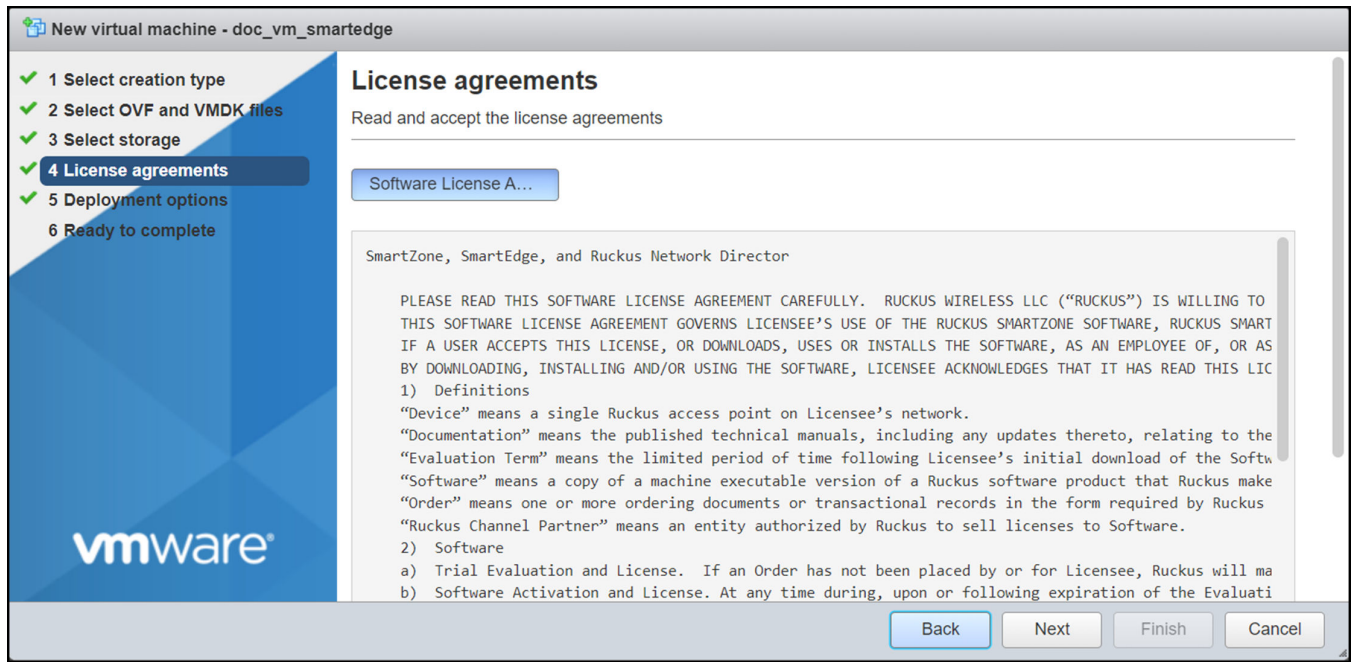 New virtual machine - doc_vm_smartedge
1 Select creation type
2 Select OVF and VMDK files
3 Select storage
4 License agreements
5 Deployment options
6 Ready to complete
vmware®
License agreements
Read and accept the license agreements
Software License A...
SmartZone, SmartEdge, and Ruckus Network Director
PLEASE READ THIS SOFTWARE LICENSE AGREEMENT CAREFULLY.  RUCKUS WIRELESS LLC (“RUCKUS”) IS WILLING TO
THIS SOFTWARE LICENSE AGREEMENT GOVERNS LICENSEE’S USE OF THE RUCKUS SMARTZONE SOFTWARE, RUCKUS SMART
IF A USER ACCEPTS THIS LICENSE, OR DOWNLOADS, USES OR INSTALLS THE SOFTWARE, AS AN EMPLOYEE OF, OR AS
BY DOWNLOADING, INSTALLING AND/OR USING THE SOFTWARE, LICENSEE ACKNOWLEDGES THAT IT HAS READ THIS LIC
1)  Definitions
“Device” means a single Ruckus access point on Licensee’s network.
“Documentation” means the published technical manuals, including any updates thereto, relating to the
“Evaluation Term” means the limited period of time following Licensee’s initial download of the Softw
“Software” means a copy of a machine executable version of a Ruckus software product that Ruckus make
“Order” means one or more ordering documents or transactional records in the form required by Ruckus
“Ruckus Channel Partner” means an entity authorized by Ruckus to sell licenses to Software.
2)  Software
a)  Trial Evaluation and License.  If an Order has not been placed by or for Licensee, Ruckus will ma
b)  Software Activation and License. At any time during, upon or following expiration of the Evaluati
Back
Next
Finish
Cancel